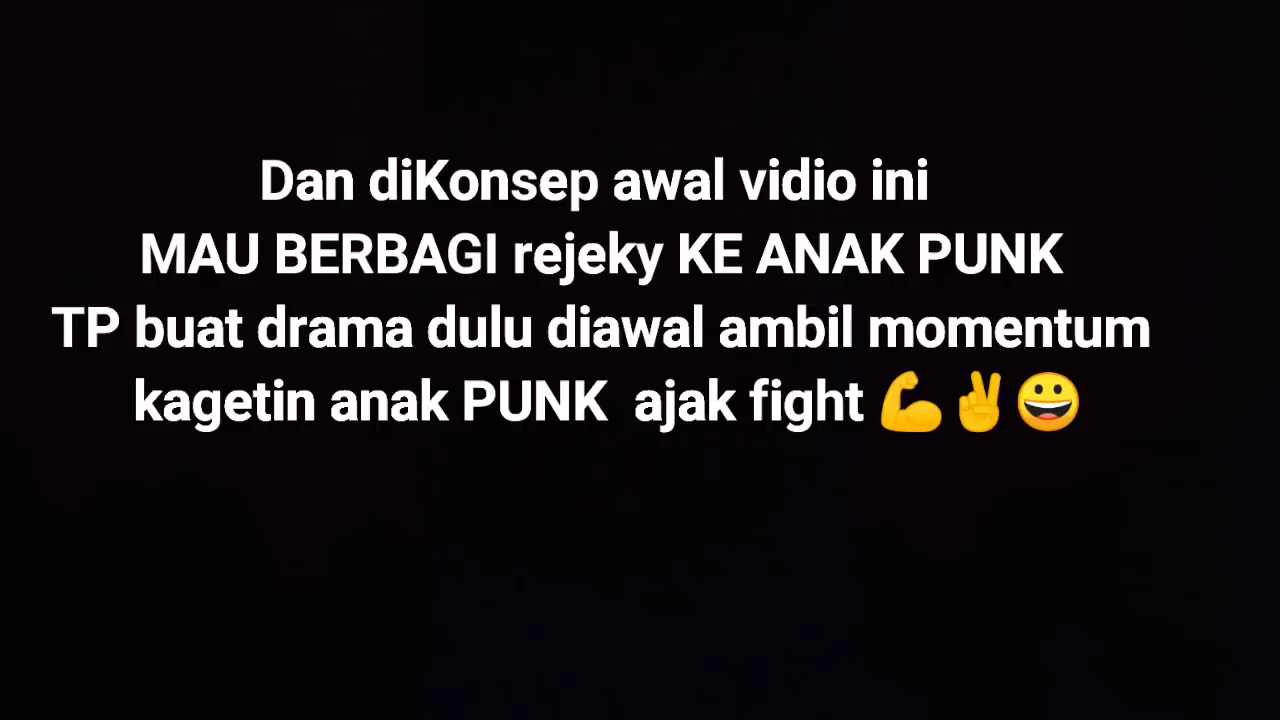 Dan diKonsep awal vidio ini
MAU BERBAGI rejeky KE ANAK PUNK
TP buat drama dulu diawal ambil momentum
kagetin anak PUNK ajak fight 💪✌😀